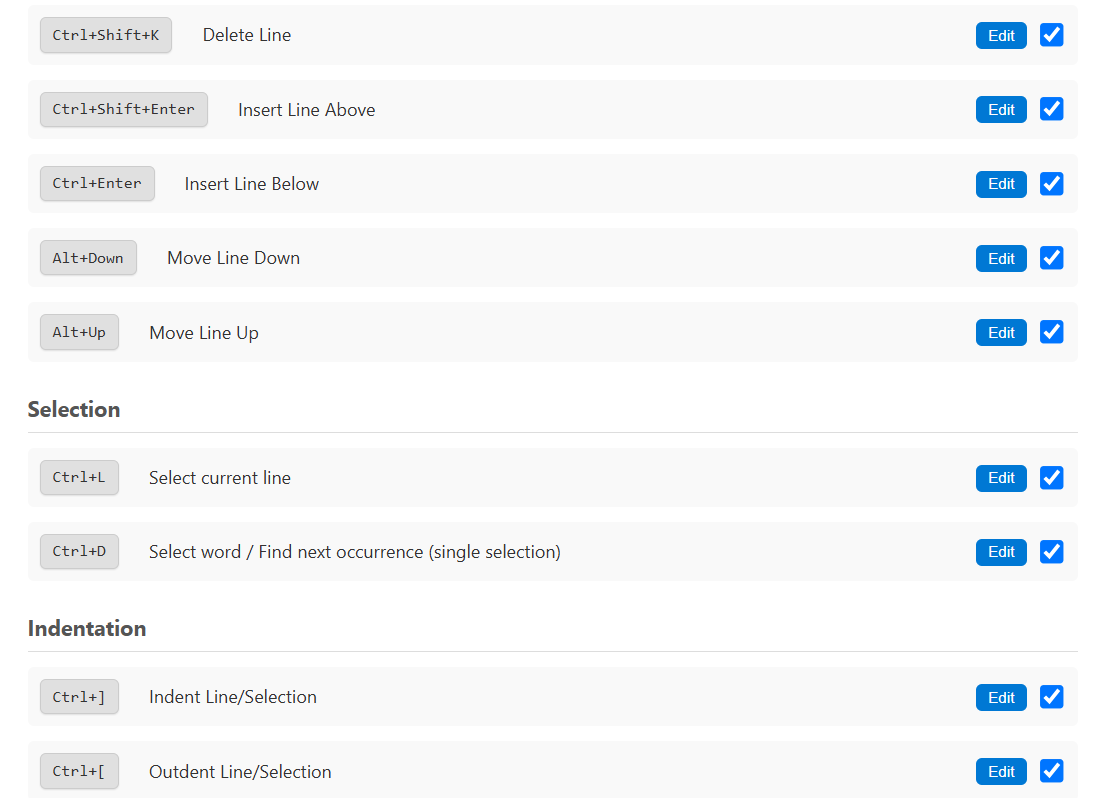 Ctrl+Shift+K Delete Line Edit
Ctrl+Shift+Enter Insert Line Above Edit
Ctrl+Enter Insert Line Below Edit
Alt+Down Move Line Down Edit
Alt+Up Move Line Up Edit
Selection
Ctrl+L Select current line Edit
Ctrl+D Select word / Find next occurrence (single selection) Edit
Indentation
Ctrl+] Indent Line/Selection Edit
Ctrl+[ Outdent Line/Selection Edit